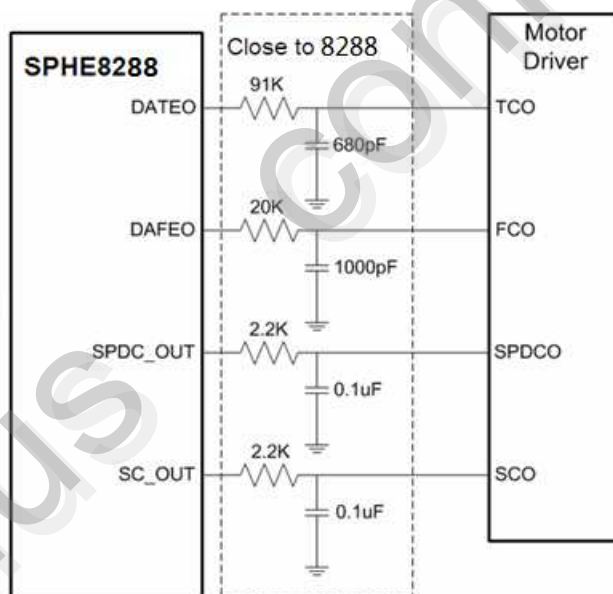 SPHE8288
Close to 8288
Motor
Driver
DATEO
91K
680pF
TCO
DAFEO
20K
1000pF
FCO
SPDC_OUT
2.2K
0.1uF
SPDCO
SC_OUT
2.2K
0.1uF
SCO